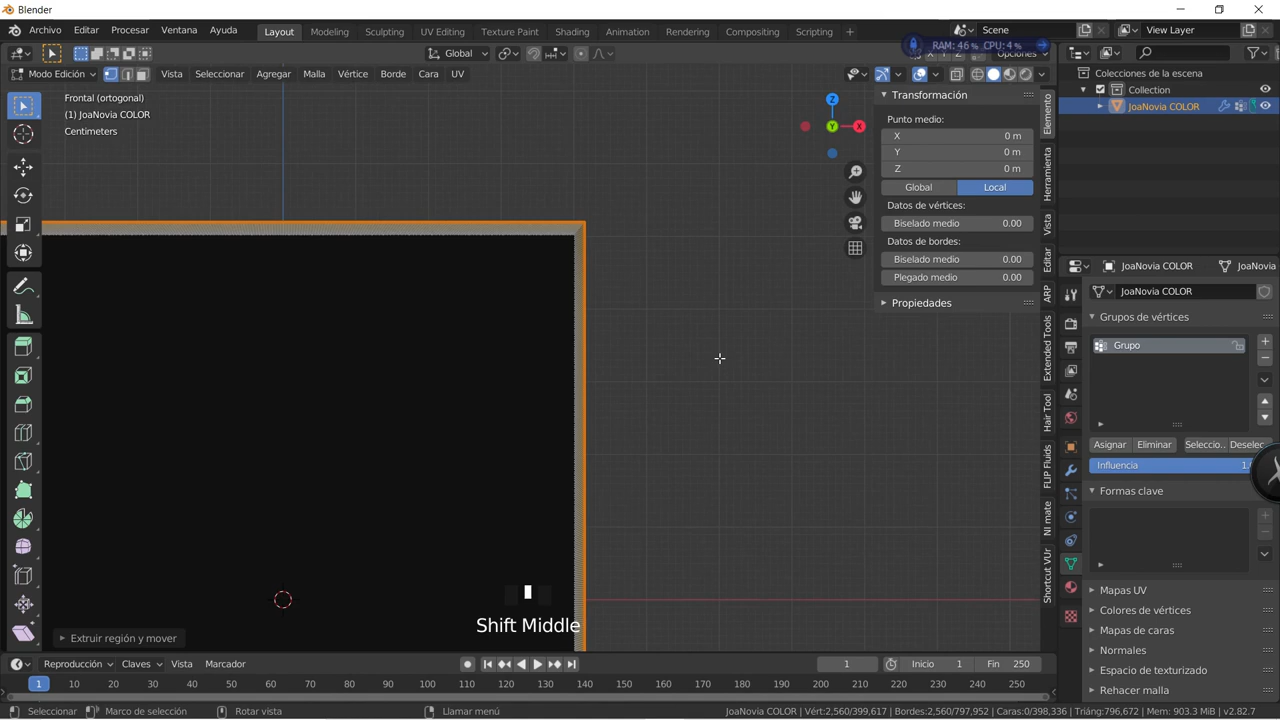 Blender
Archivo Editar Procesar Ventana Ayuda Layout Modeling Sculpting UV Editing Texture Paint Shading Animation Rendering Compositing Scripting + Scene View Layer
RAM: 46 % CPU: 4 %
Global Opciones
Modo Edición Vista Seleccionar Agregar Malla Vértice Borde Cara UV
Frontal (ortogonal)
(1) JoaNovia COLOR
Centimeters
Z
Y
X
Transformación
Punto medio:
X 0 m
Y 0 m
Z 0 m
Global Local
Datos de vértices:
Biselado medio 0.00
Datos de bordes:
Biselado medio 0.00
Plegado medio 0.00
Propiedades
Elemento
Herramienta
Vista
Editar
ARP
Extended Tools
Hair Tool
FLIP Fluids
NI mate
Shortcut VUr
Colecciones de la escena
Collection
JoaNovia COLOR
JoaNovia COLOR JoaNovia
JoaNovia COLOR
Grupos de vértices
Grupo
Asignar Eliminar Seleccio.. Deselec
Influencia 1.
Formas clave
Mapas UV
Colores de vértices
Mapas de caras
Normales
Espacio de texturizado
Rehacer malla
Shift Middle
Extruir región y mover
Reproducción Claves Vista Marcador 1 Inicio 1 Fin 250
1 10 20 30 40 50 60 70 80 90 100 110 120 130 140 150 160 170 180 190 200 210 220 230 240 250
Seleccionar Marco de selección Rotar vista Llamar menú JoaNovia COLOR | Vért:2,560/399,617 | Bordes:2,560/797,952 | Caras:0/398,336 | Triáng:796,672 | Mem: 903.3 MiB | v2.82.7